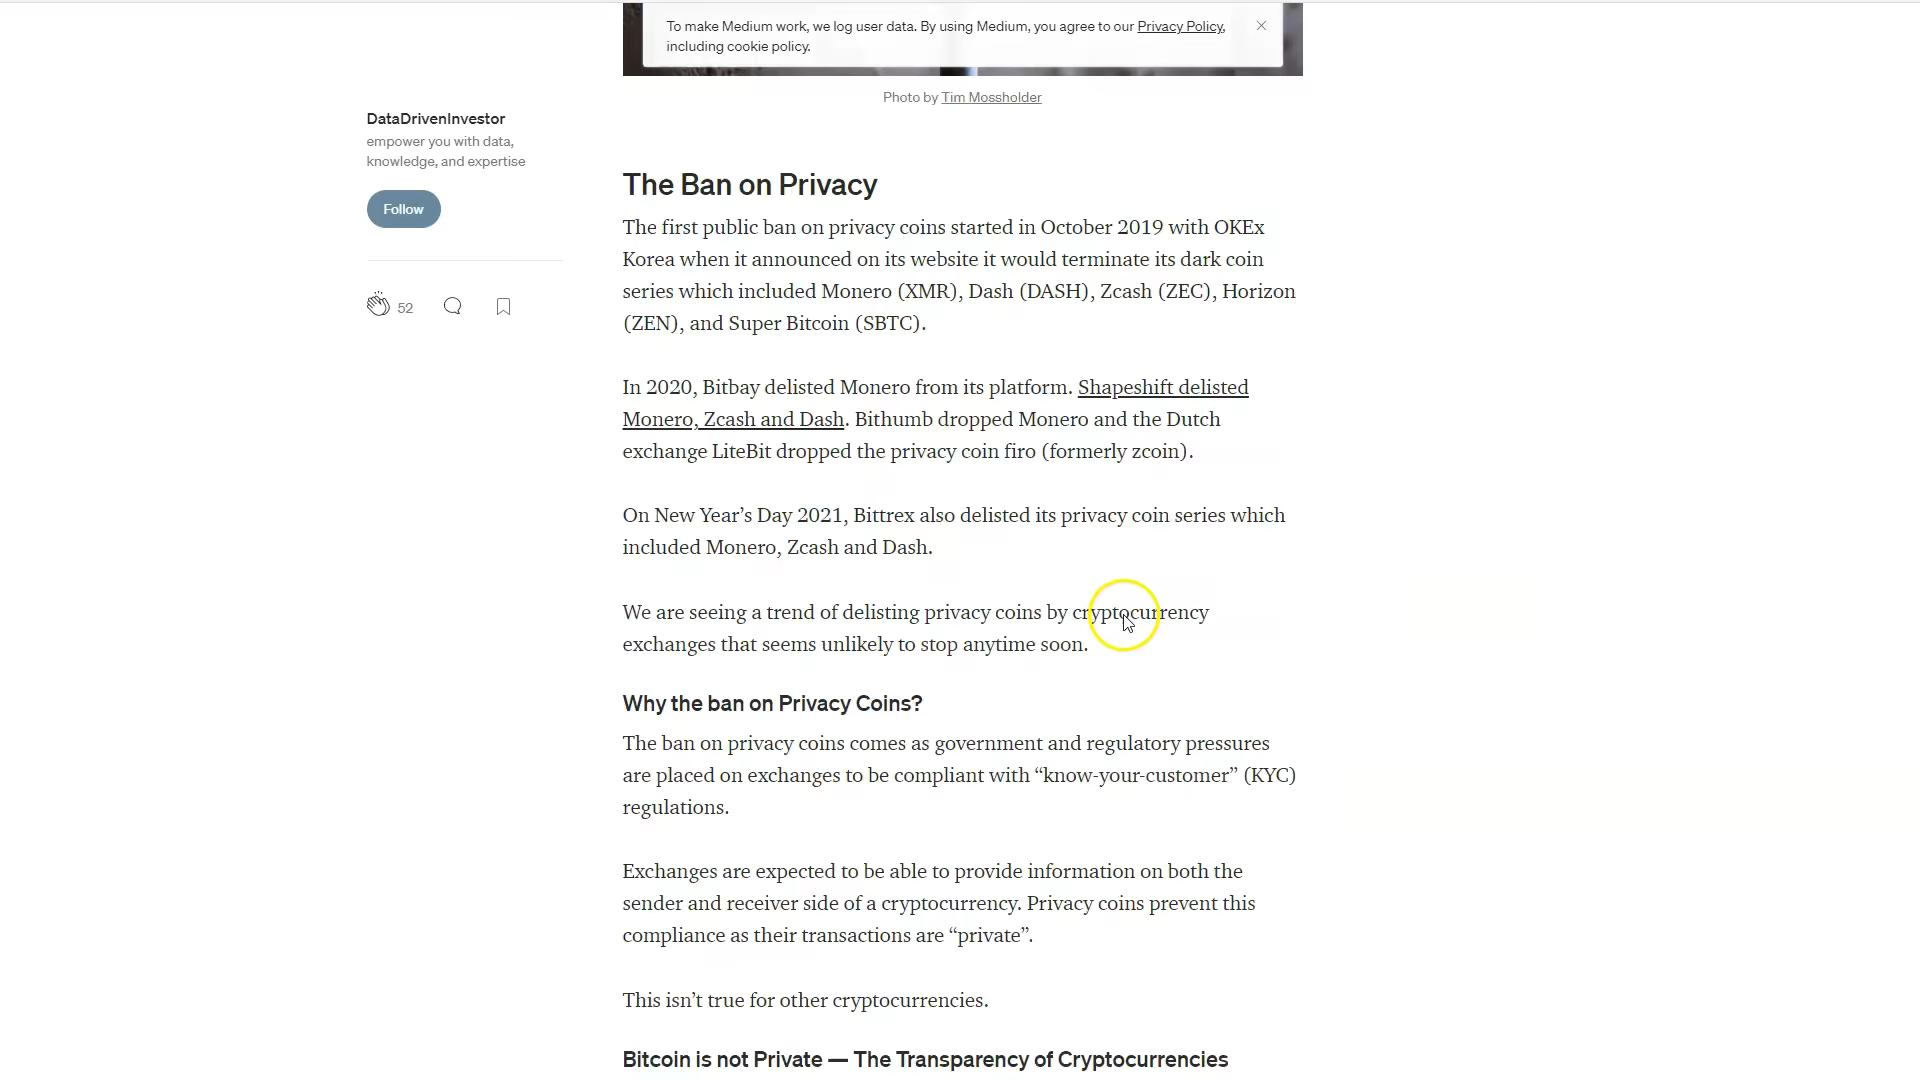 To make Medium work, we log user data. By using Medium, you agree to our Privacy Policy,
including cookie policy.
Photo by Tim Mossholder
DataDrivenInvestor
empower you with data,
knowledge, and expertise
Follow
52
The Ban on Privacy
The first public ban on privacy coins started in October 2019 with OKEx
Korea when it announced on its website it would terminate its dark coin
series which included Monero (XMR), Dash (DASH), Zcash (ZEC), Horizon
(ZEN), and Super Bitcoin (SBTC).
In 2020, Bitbay delisted Monero from its platform. Shapeshift delisted
Monero, Zcash and Dash. Bithumb dropped Monero and the Dutch
exchange LiteBit dropped the privacy coin firo (formerly zcoin).
On New Year’s Day 2021, Bittrex also delisted its privacy coin series which
included Monero, Zcash and Dash.
We are seeing a trend of delisting privacy coins by cryptocurrency
exchanges that seems unlikely to stop anytime soon.
Why the ban on Privacy Coins?
The ban on privacy coins comes as government and regulatory pressures
are placed on exchanges to be compliant with “know-your-customer” (KYC)
regulations.
Exchanges are expected to be able to provide information on both the
sender and receiver side of a cryptocurrency. Privacy coins prevent this
compliance as their transactions are “private”.
This isn’t true for other cryptocurrencies.
Bitcoin is not Private — The Transparency of Cryptocurrencies